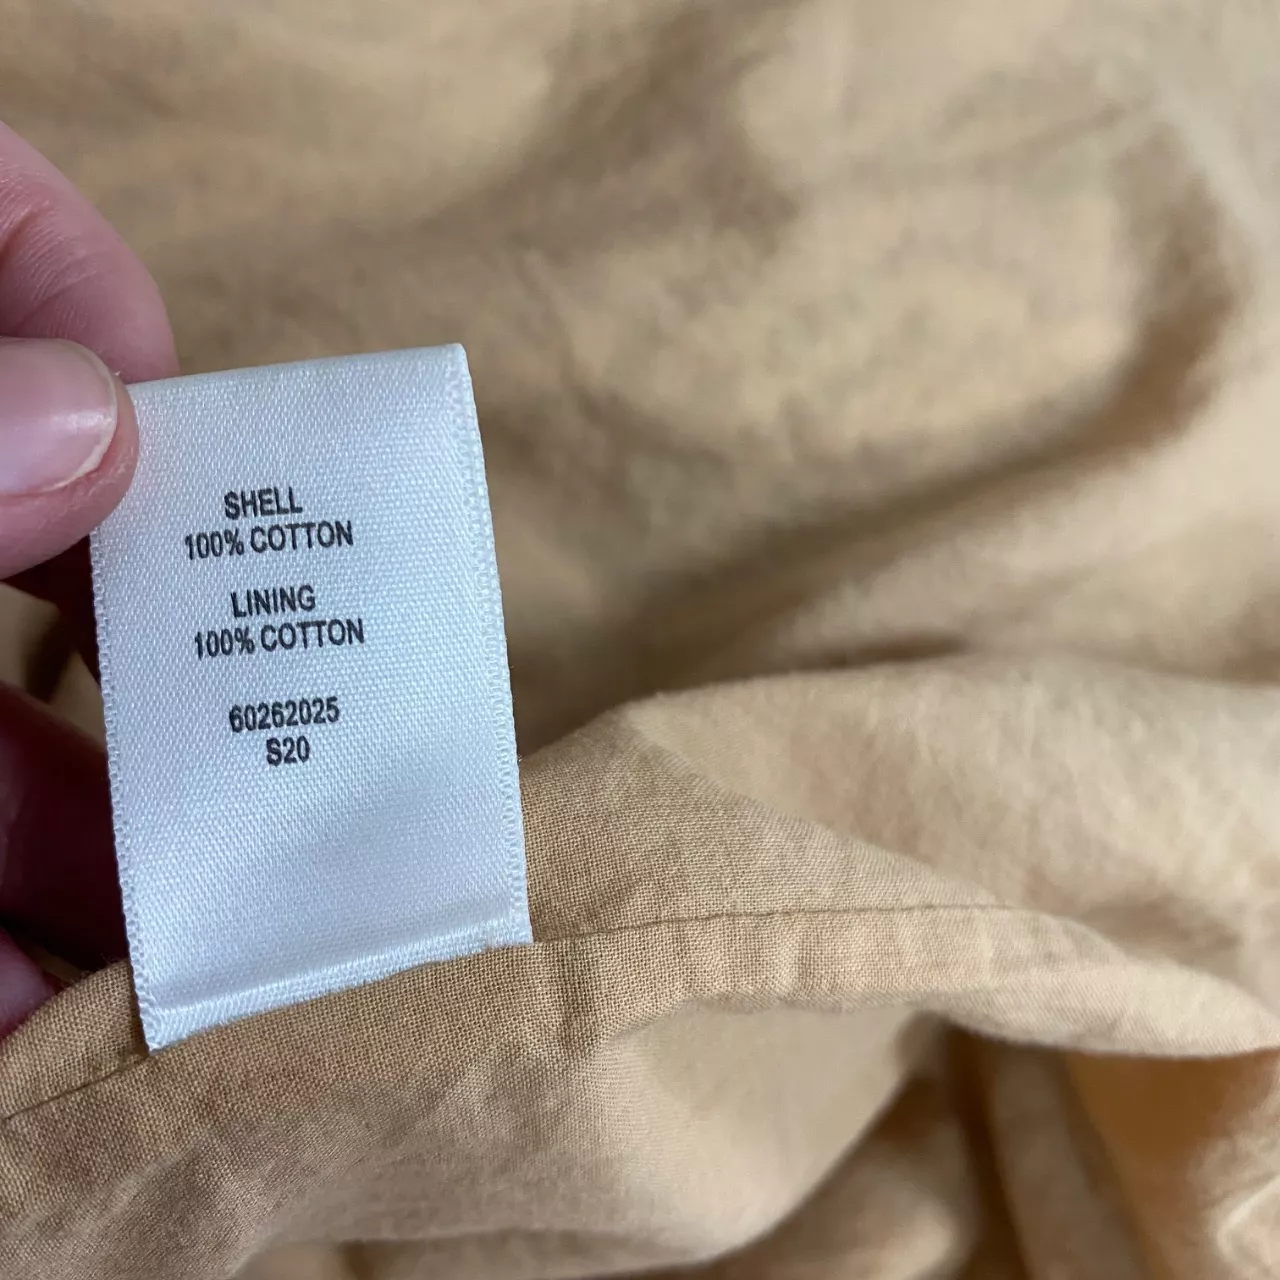 SHELL
100% COTTON
LINING
100% COTTON
60262025
S20